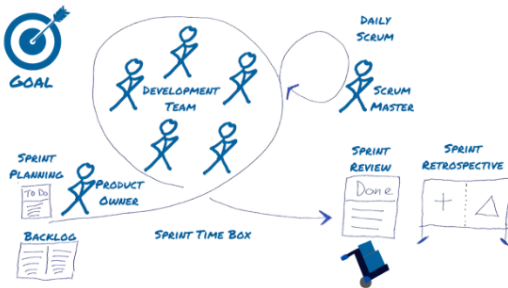 GOAL
DAILY
SCRUM
DEVELOPMENT
TEAM
SCRUM
MASTER
SPRINT
PLANNING
TO DO
PRODUCT
OWNER
BACKLOG
SPRINT TIME BOX
SPRINT
REVIEW
Done
SPRINT
RETROSPECTIVE
+
Δ